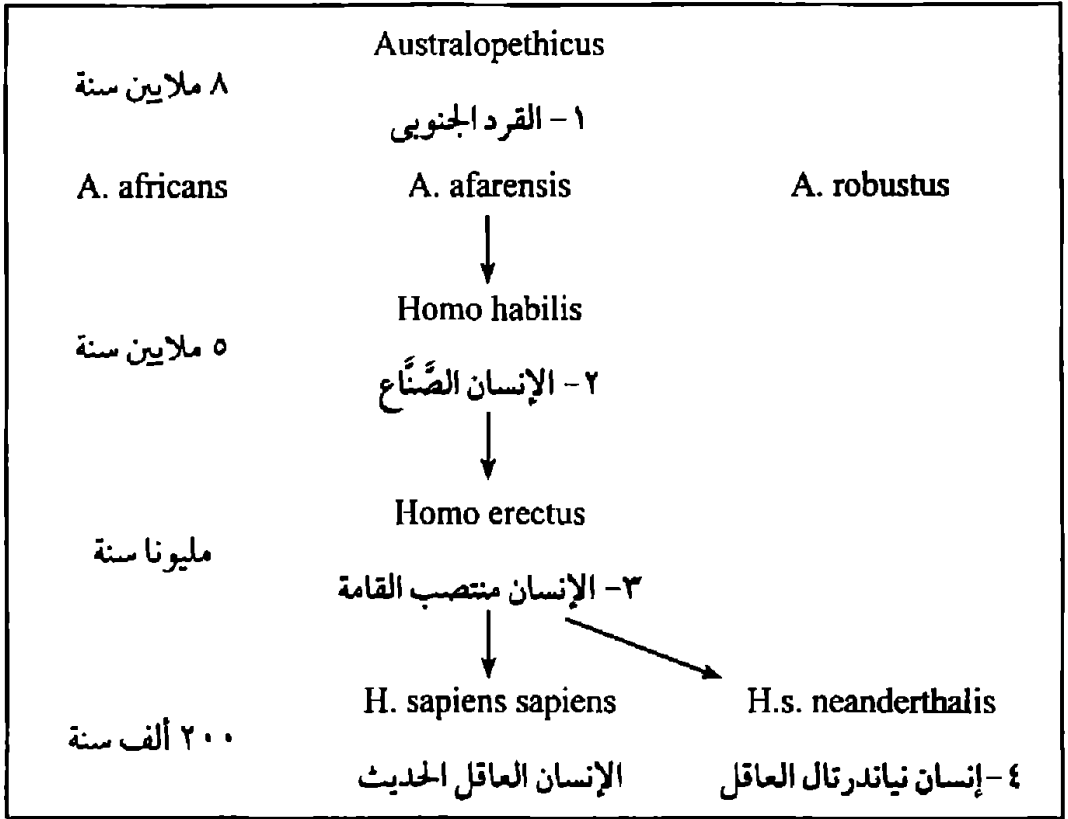 Australopethicus
٨ ملايين سنة
١ - القرد الجنوبى
A. africans A. afarensis A. robustus
Homo habilis
٥ ملايين سنة
٢ - الإنسان الصَّنَّاع
Homo erectus
مليونا سنة
٣- الإنسان منتصب القامة
H. sapiens sapiens H.s. neanderthalis
٢٠٠ ألف سنة
الإنسان العاقل الحديث ٤-إنسان نياندرتال العاقل